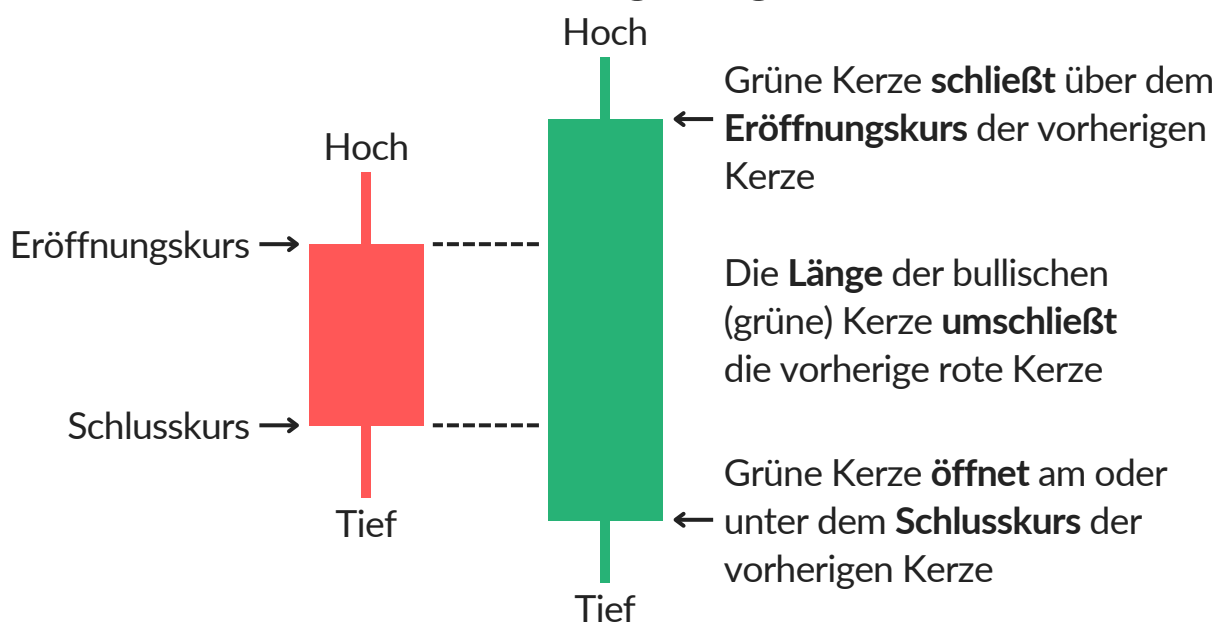 Hoch
Grüne Kerze schließt über dem
Eröffnungskurs der vorherigen
Kerze
Hoch
Eröffnungskurs
Die Länge der bullischen
(grüne) Kerze umschließt
die vorherige rote Kerze
Schlusskurs
Grüne Kerze öffnet am oder
unter dem Schlusskurs der
vorherigen Kerze
Tief
Tief